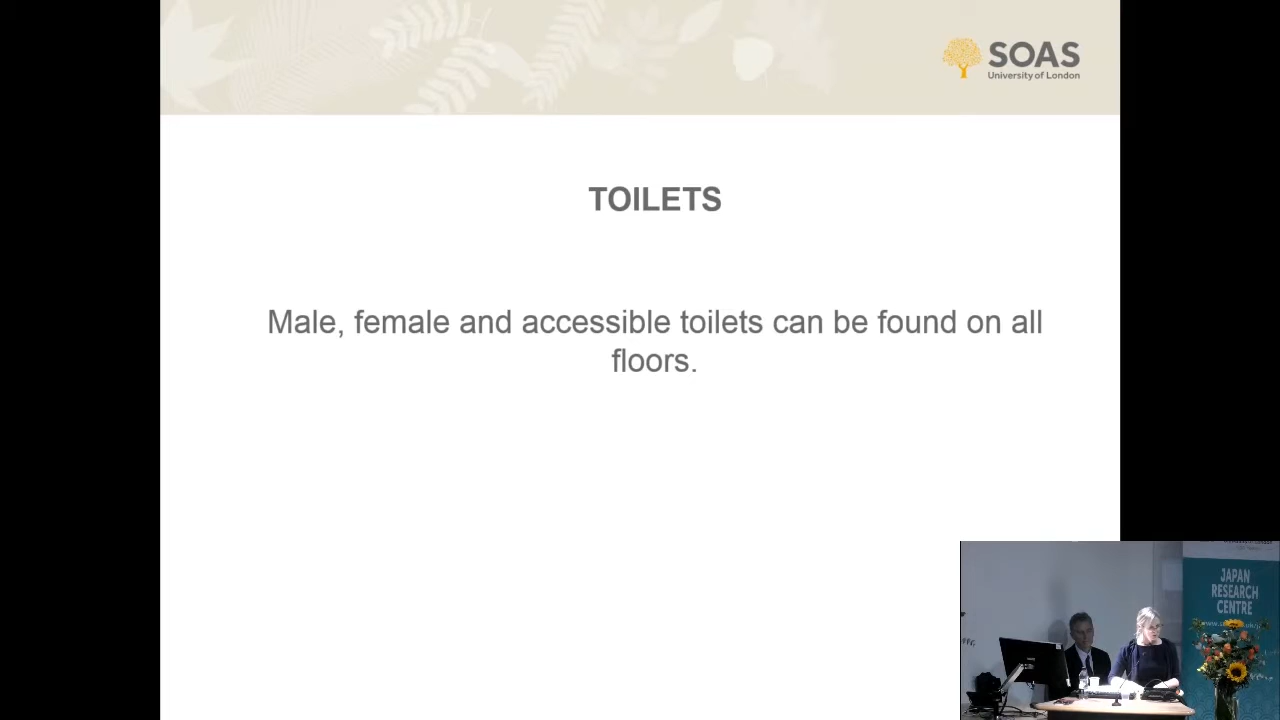 SOAS
University of London
TOILETS
Male, female and accessible toilets can be found on all
floors.
JAPAN
RESEARCH
CENTRE